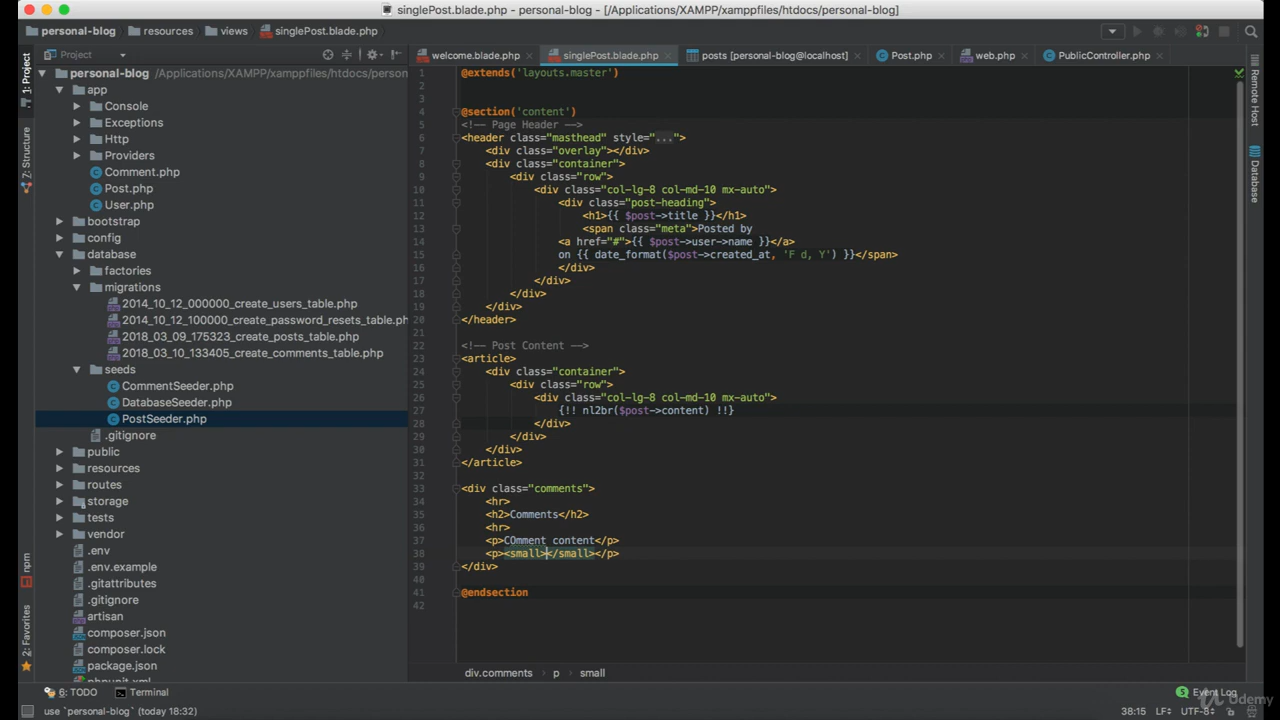 singlePost.blade.php - personal-blog - [/Applications/XAMPP/xamppfiles/htdocs/personal-blog]
personal-blog resources views singlePost.blade.php
Project
welcome.blade.php singlePost.blade.php posts [personal-blog@localhost] Post.php web.php PublicController.php
1: Project
Z: Structure
npm
2: Favorites
personal-blog /Applications/XAMPP/xamppfiles/htdocs/person
app
Console
Exceptions
Http
Providers
Comment.php
Post.php
User.php
bootstrap
config
database
factories
migrations
2014_10_12_000000_create_users_table.php
2014_10_12_100000_create_password_resets_table.ph
2018_03_09_175323_create_posts_table.php
2018_03_10_133405_create_comments_table.php
seeds
CommentSeeder.php
DatabaseSeeder.php
PostSeeder.php
.gitignore
public
resources
routes
storage
tests
vendor
.env
.env.example
.gitattributes
.gitignore
artisan
composer.json
composer.lock
package.json
phpunit.xml
1 @extends('layouts.master')
2
3
4 @section('content')
5 <!-- Page Header -->
6 <header class="masthead" style="...">
7 <div class="overlay"></div>
8 <div class="container">
9 <div class="row">
10 <div class="col-lg-8 col-md-10 mx-auto">
11 <div class="post-heading">
12 <h1>{{ $post->title }}</h1>
13 <span class="meta">Posted by
14 <a href="#">{{ $post->user->name }}</a>
15 on {{ date_format($post->created_at, 'F d, Y') }}</span>
16 </div>
17 </div>
18 </div>
19 </div>
20 </header>
21
22 <!-- Post Content -->
23 <article>
24 <div class="container">
25 <div class="row">
26 <div class="col-lg-8 col-md-10 mx-auto">
27 {!! nl2br($post->content) !!}
28 </div>
29 </div>
30 </div>
31 </article>
32
33 <div class="comments">
34 <hr>
35 <h2>Comments</h2>
36 <hr>
37 <p>COmment content</p>
38 <p><small></small></p>
39 </div>
40
41 @endsection
42
Remote Host
Database
div.comments p small
6: TODO Terminal Event Log
use `personal-blog` (today 18:32) 38:15 LF÷ UTF-8÷
Udemy